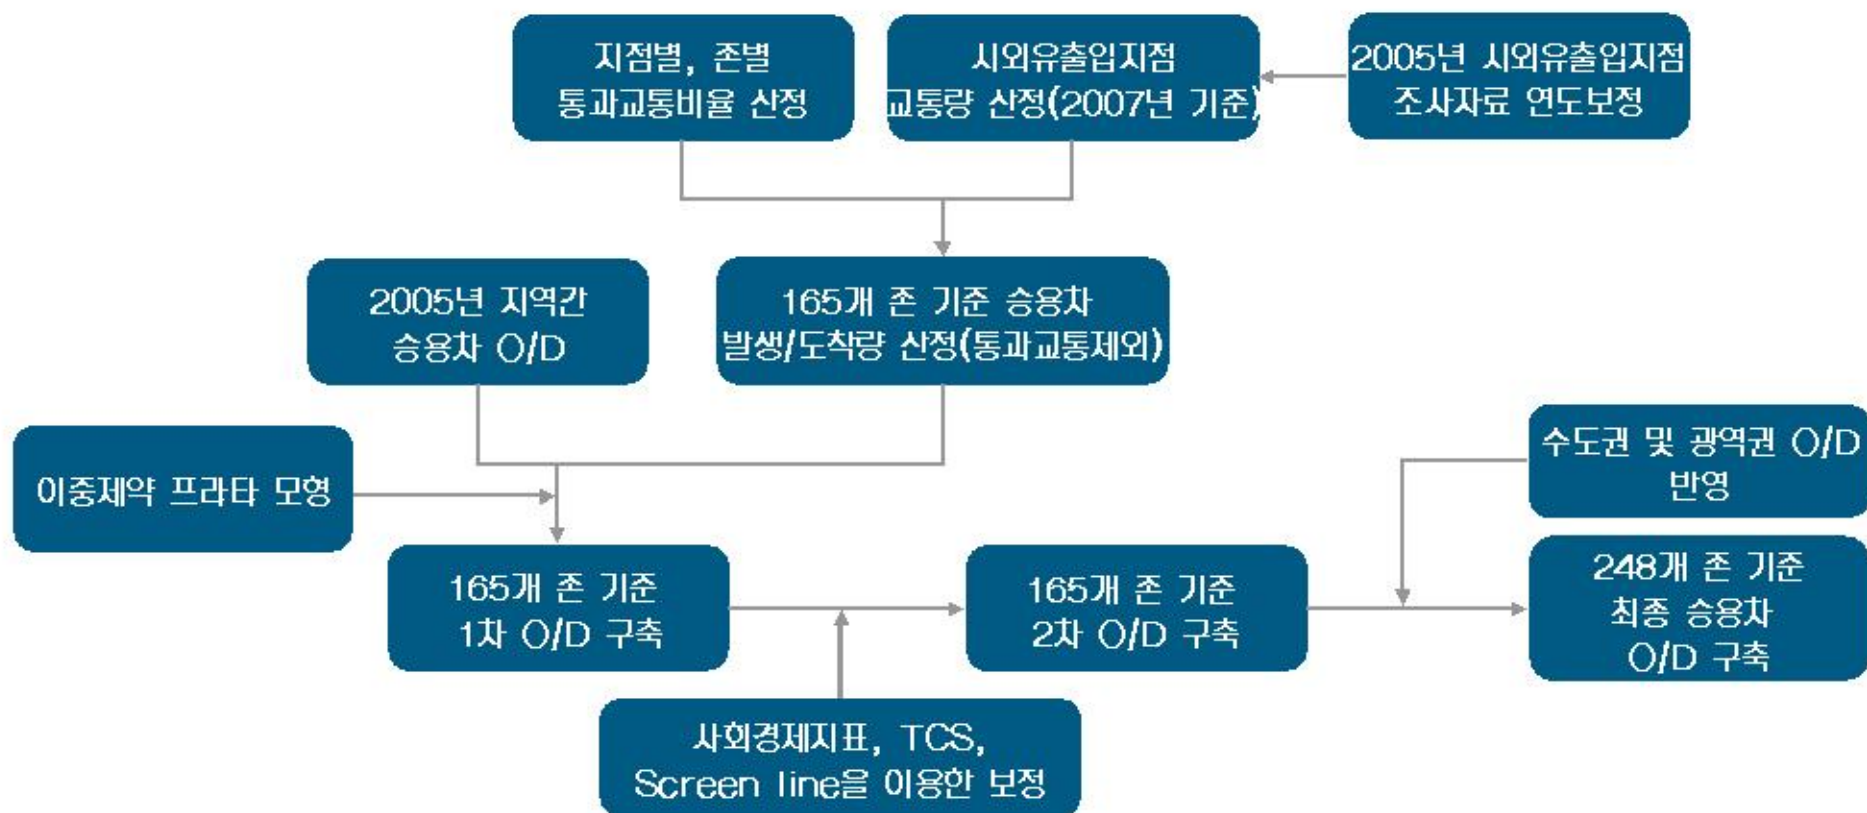 지점별, 존별
통과교통비율 산정
시외유출입지점
교통량 산정(2007년 기준)
2005년 시외유출입지점
조사자료 연도보정
2005년 지역간
승용차 O/D
165개 존 기준 승용차
발생/도착량 산정(통과교통제외)
이중제약 프라타 모형
수도권 및 광역권 O/D
반영
165개 존 기준
1차 O/D 구축
165개 존 기준
2차 O/D 구축
248개 존 기준
최종 승용차
O/D 구축
사회경제지표, TCS,
Screen line을 이용한 보정